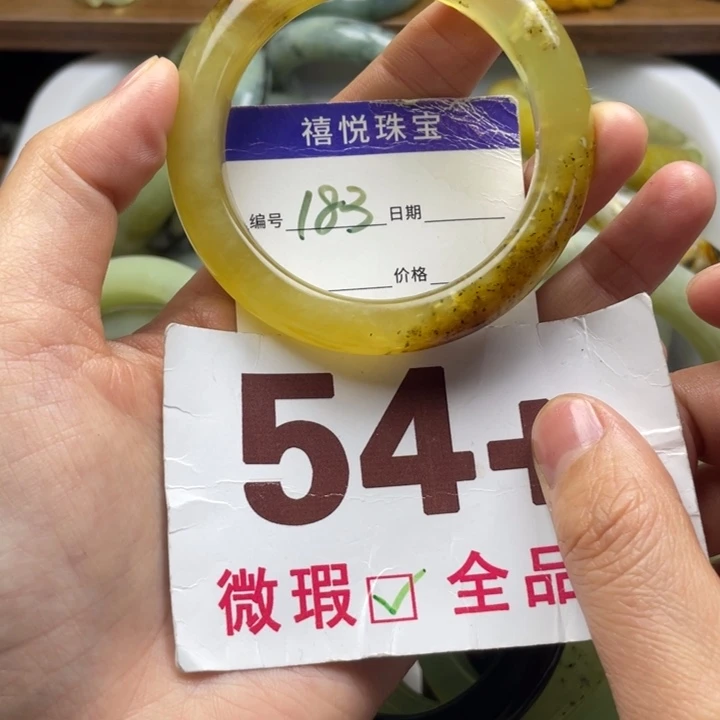 禧悦珠宝
编号 183 日期
价格
54+
微瑕 ✓ 全品